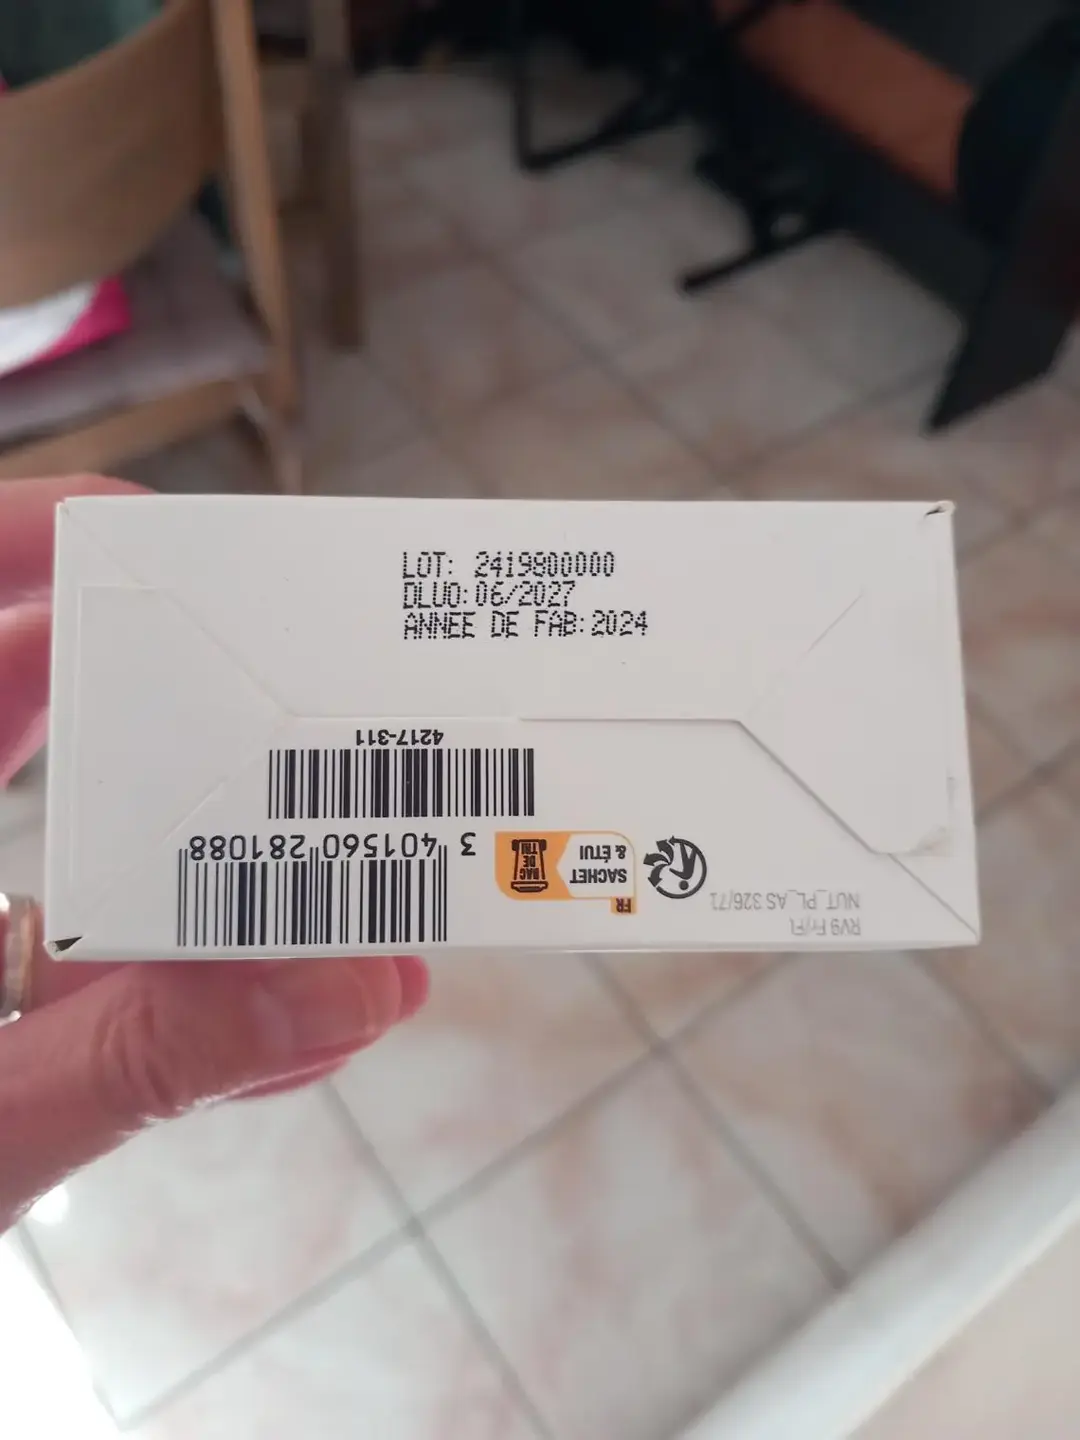 LOT: 2419800000
DLUO:06/2027
ANNEE DE FAB:2024
4217-311
3 401560 281088
FR
SACHET
& ÉTUI
BAC
DE
TRI
RV9 Fr/Fl
NUT_PL_AS 326/71